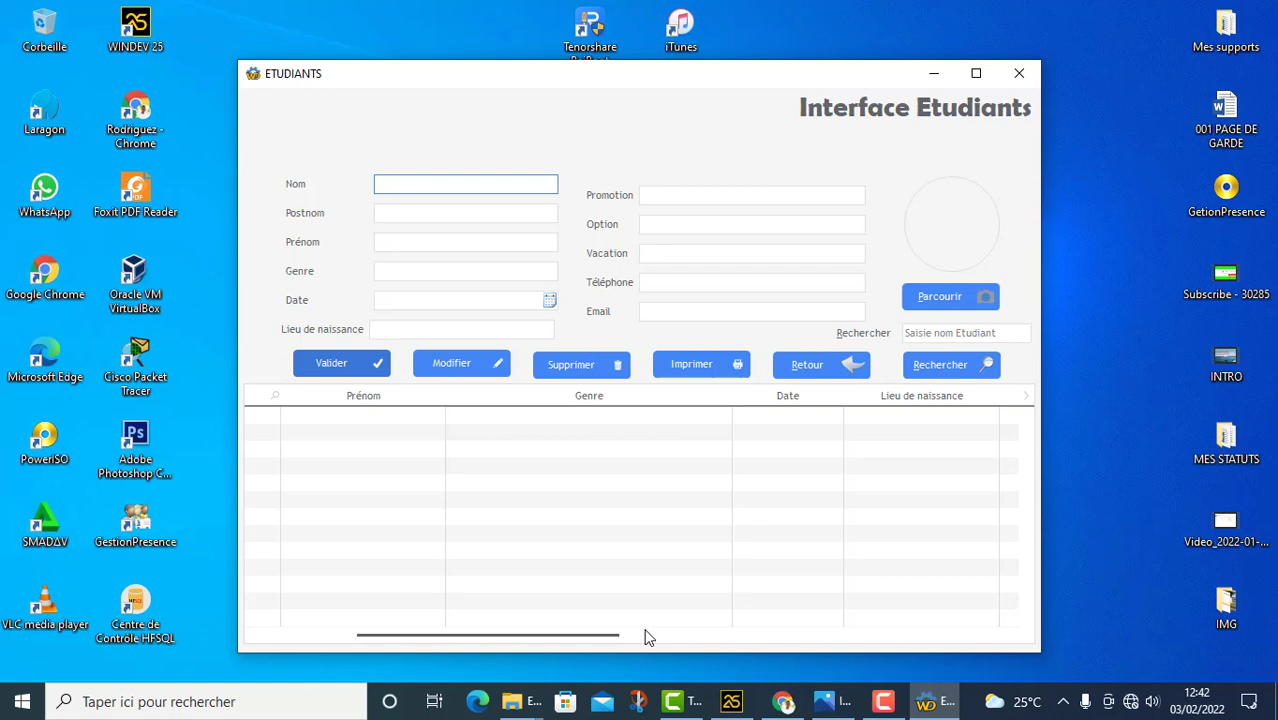 Corbeille
WINDEV 25
Tenorshare
iTunes
Mes supports
ETUDIANTS
Interface Etudiants
Laragon
Rodriguez -
Chrome
001 PAGE DE
GARDE
Nom
Postnom
Prénom
Genre
Date
Lieu de naissance
Promotion
Option
Vacation
Téléphone
Email
Parcourir
Rechercher
Saisie nom Etudiant
WhatsApp
Foxit PDF Reader
GetionPresence
Google Chrome
Oracle VM
VirtualBox
Subscribe - 30285
Valider
Modifier
Supprimer
Imprimer
Retour
Rechercher
Microsoft Edge
Cisco Packet
Tracer
INTRO
Prénom
Genre
Date
Lieu de naissance
PowerISO
Adobe
Photoshop C...
MES STATUTS
SMADAV
GestionPresence
Video_2022-01-...
VLC media player
Centre de
Contrôle HFSQL
IMG
Taper ici pour rechercher
E...
T...
25
I...
E...
25°C
12:42
03/02/2022